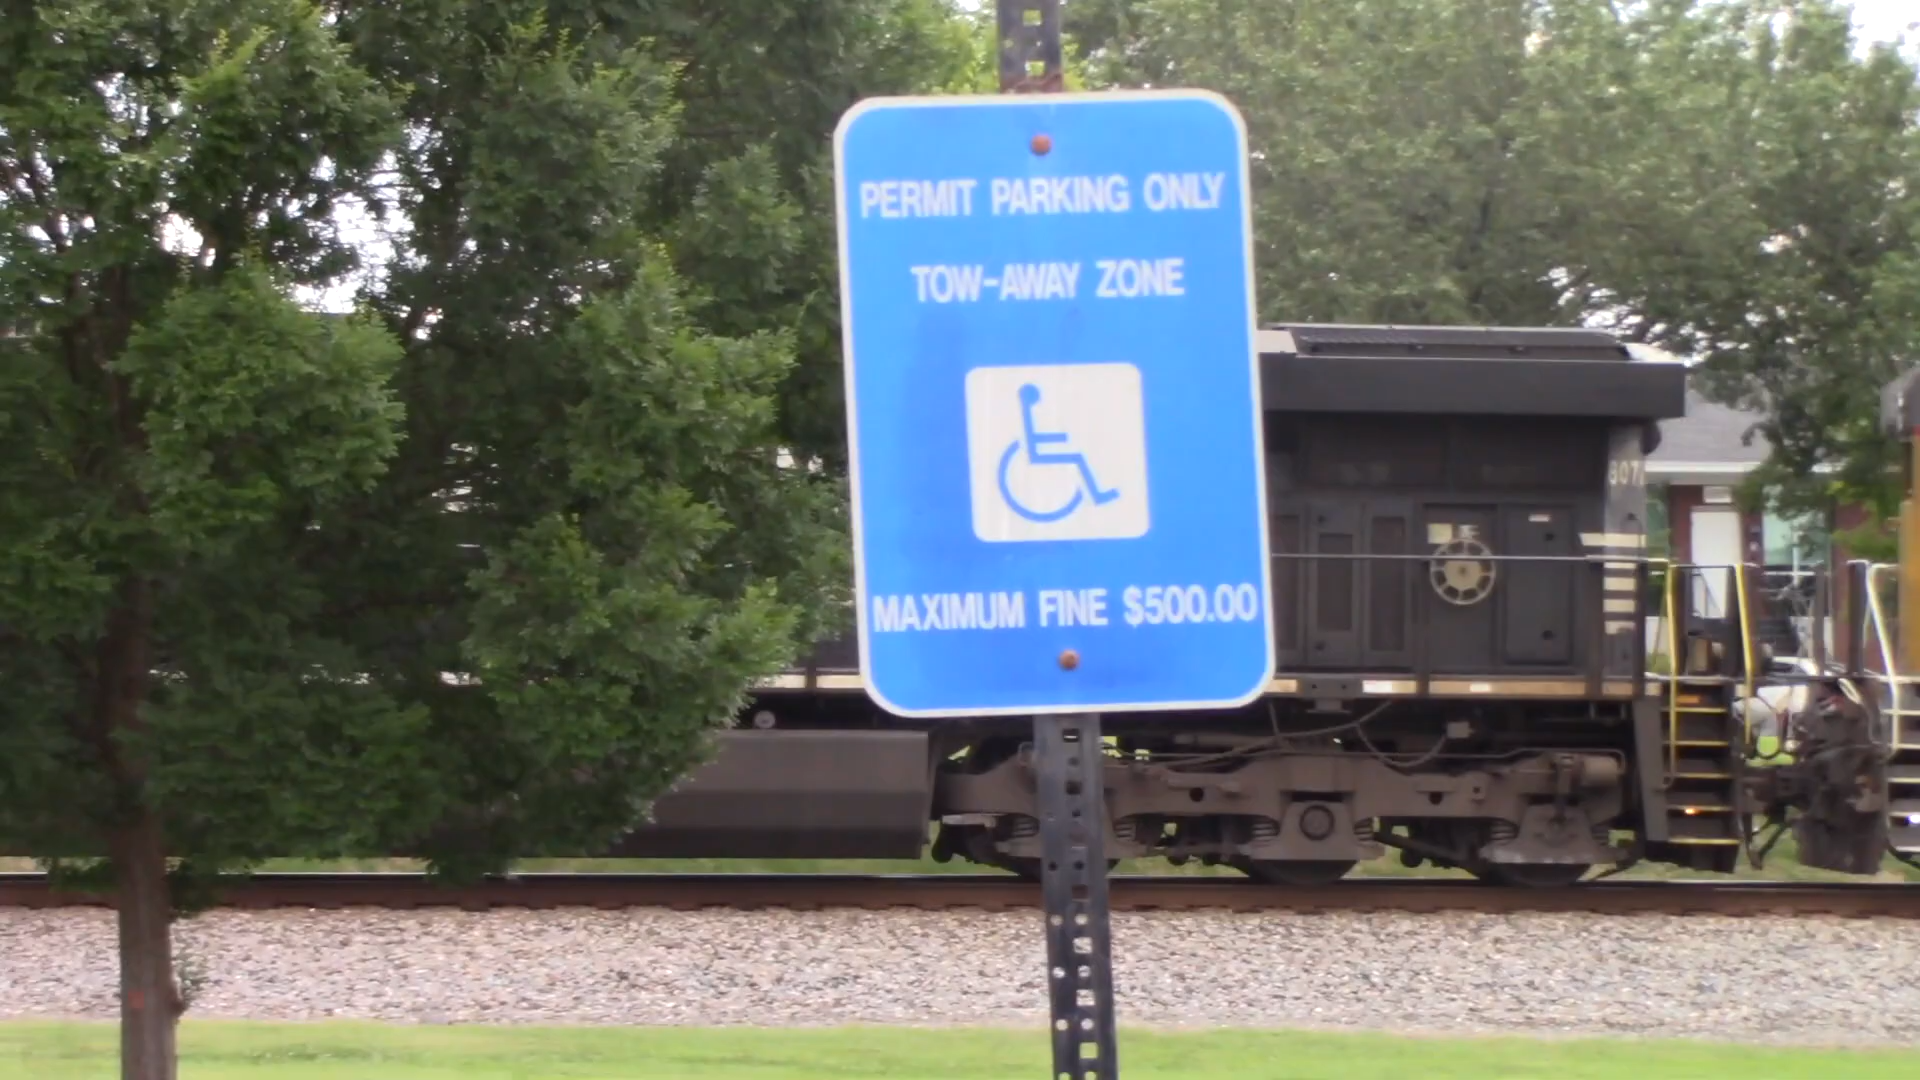 PERMIT PARKING ONLY
TOW-AWAY ZONE
MAXIMUM FINE $500.00